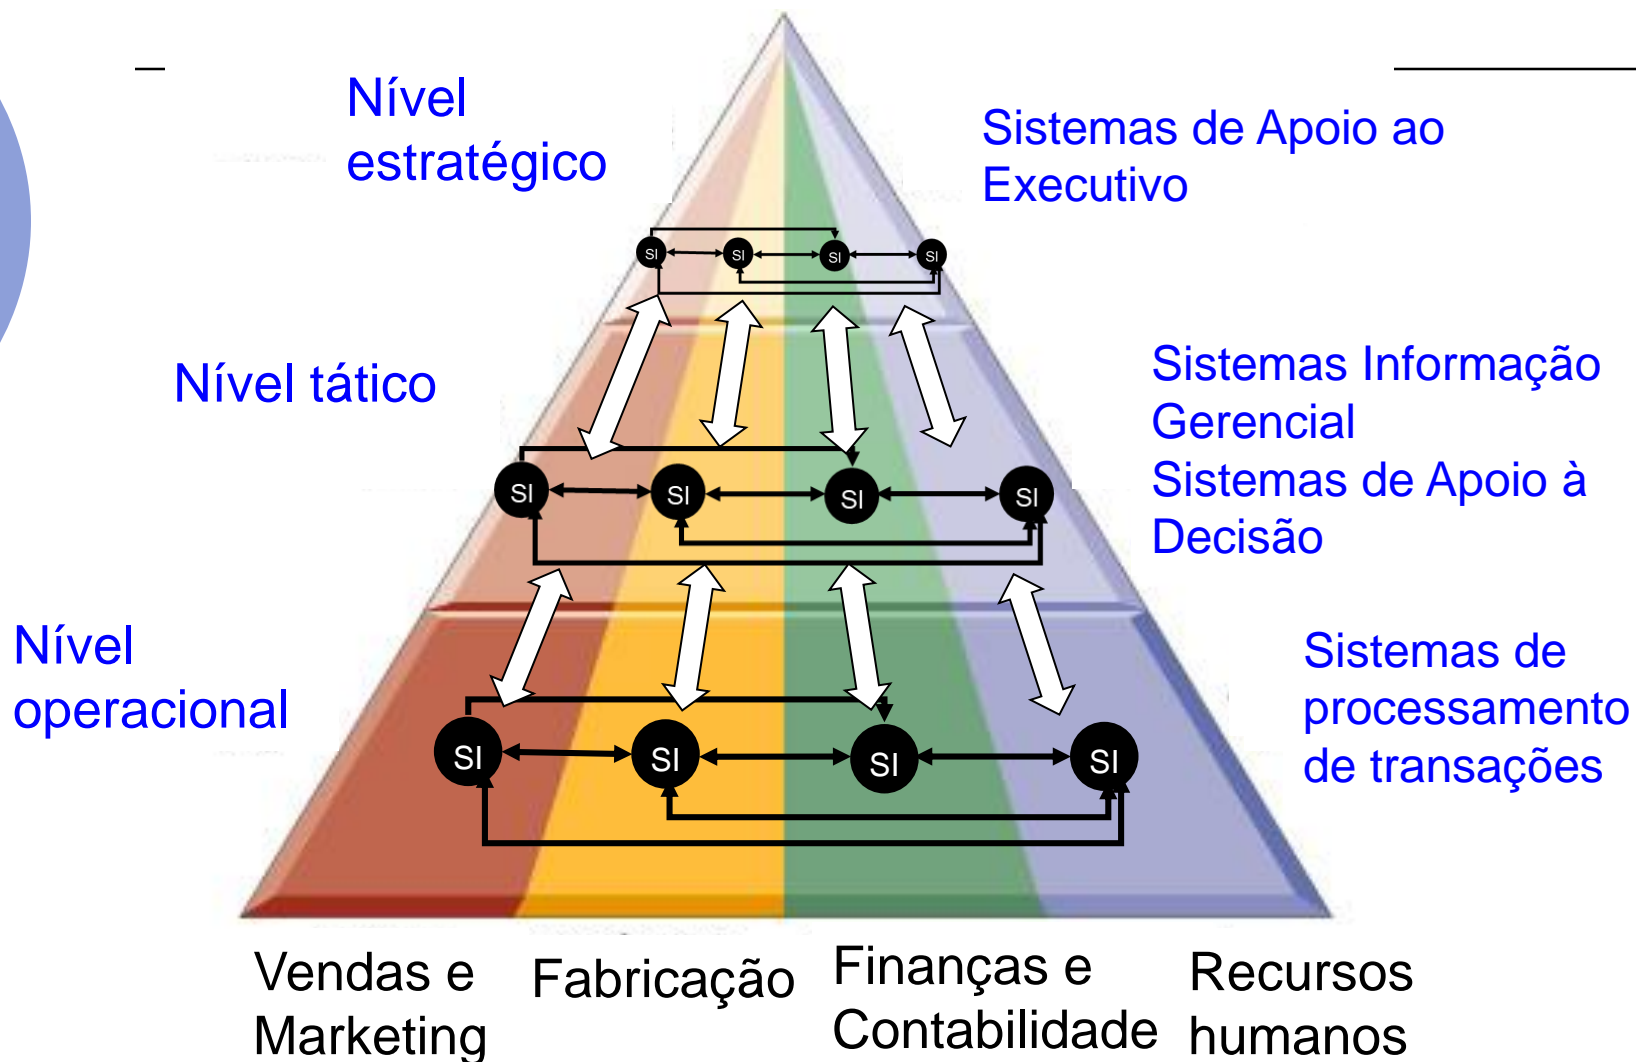 Nível
estratégico
Sistemas de Apoio ao
Executivo
SI SI SI SI
Nível tático
Sistemas Informação
Gerencial
Sistemas de Apoio à
Decisão
SI SI SI SI
Nível
operacional
Sistemas de
processamento
de transações
SI SI SI SI
Vendas e
Marketing
Fabricação
Finanças e
Contabilidade
Recursos
humanos